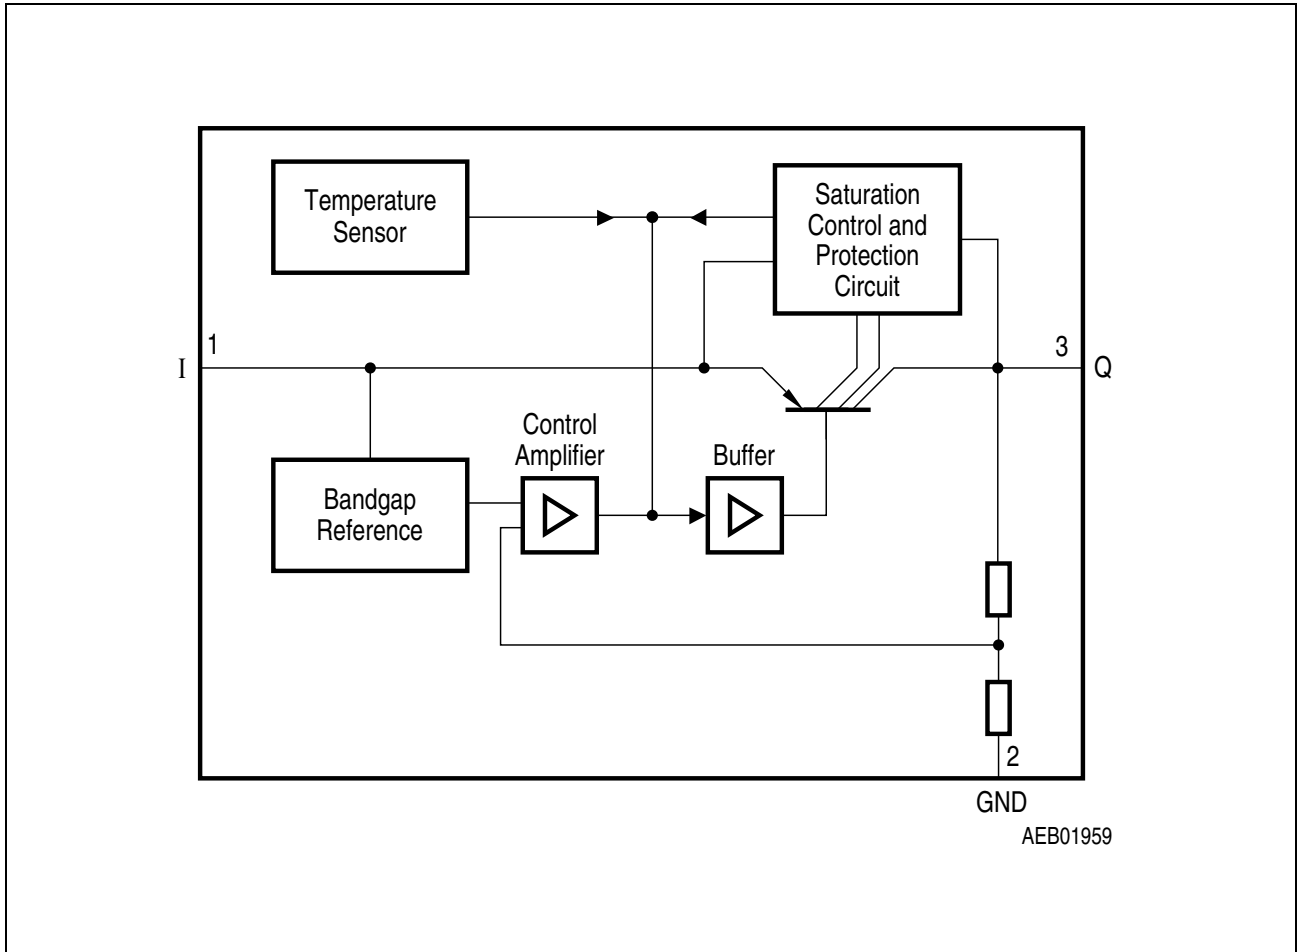 Temperature
Sensor
Saturation
Control and
Protection
Circuit
1
I
3
Q
Control
Amplifier
Buffer
Bandgap
Reference
2
GND
AEB01959